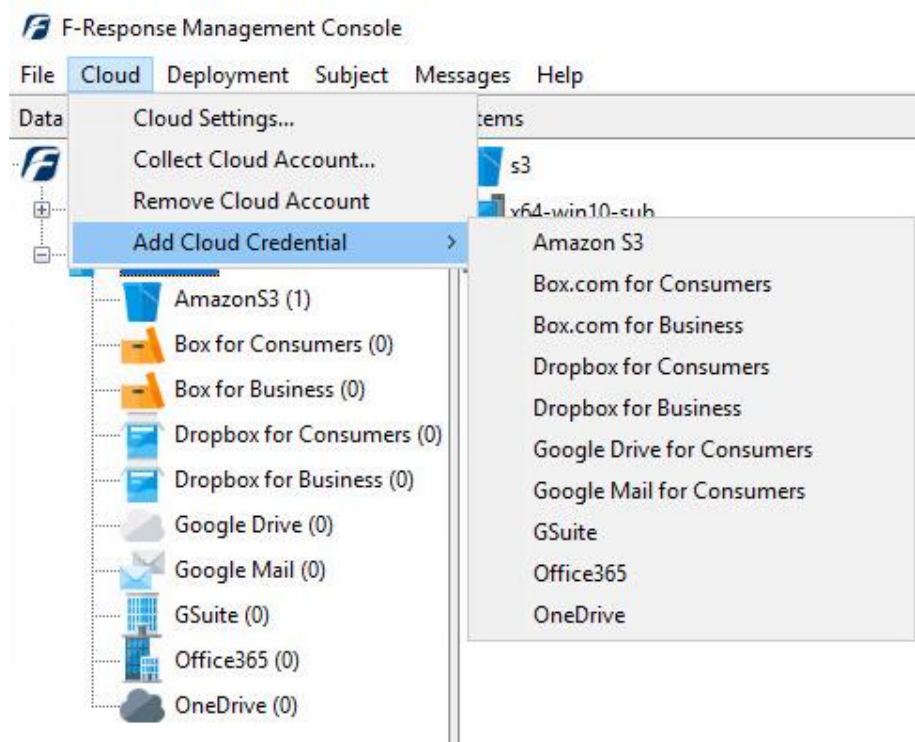 F-Response Management Console
File Cloud Deployment Subject Messages Help
Data
Cloud Settings...
Collect Cloud Account...
Remove Cloud Account
Add Cloud Credential >
s3
x64-win10-sub
Amazon S3
Box.com for Consumers
Box.com for Business
Dropbox for Consumers
Dropbox for Business
Google Drive for Consumers
Google Mail for Consumers
GSuite
Office365
OneDrive
AmazonS3 (1)
Box for Consumers (0)
Box for Business (0)
Dropbox for Consumers (0)
Dropbox for Business (0)
Google Drive (0)
Google Mail (0)
GSuite (0)
Office365 (0)
OneDrive (0)